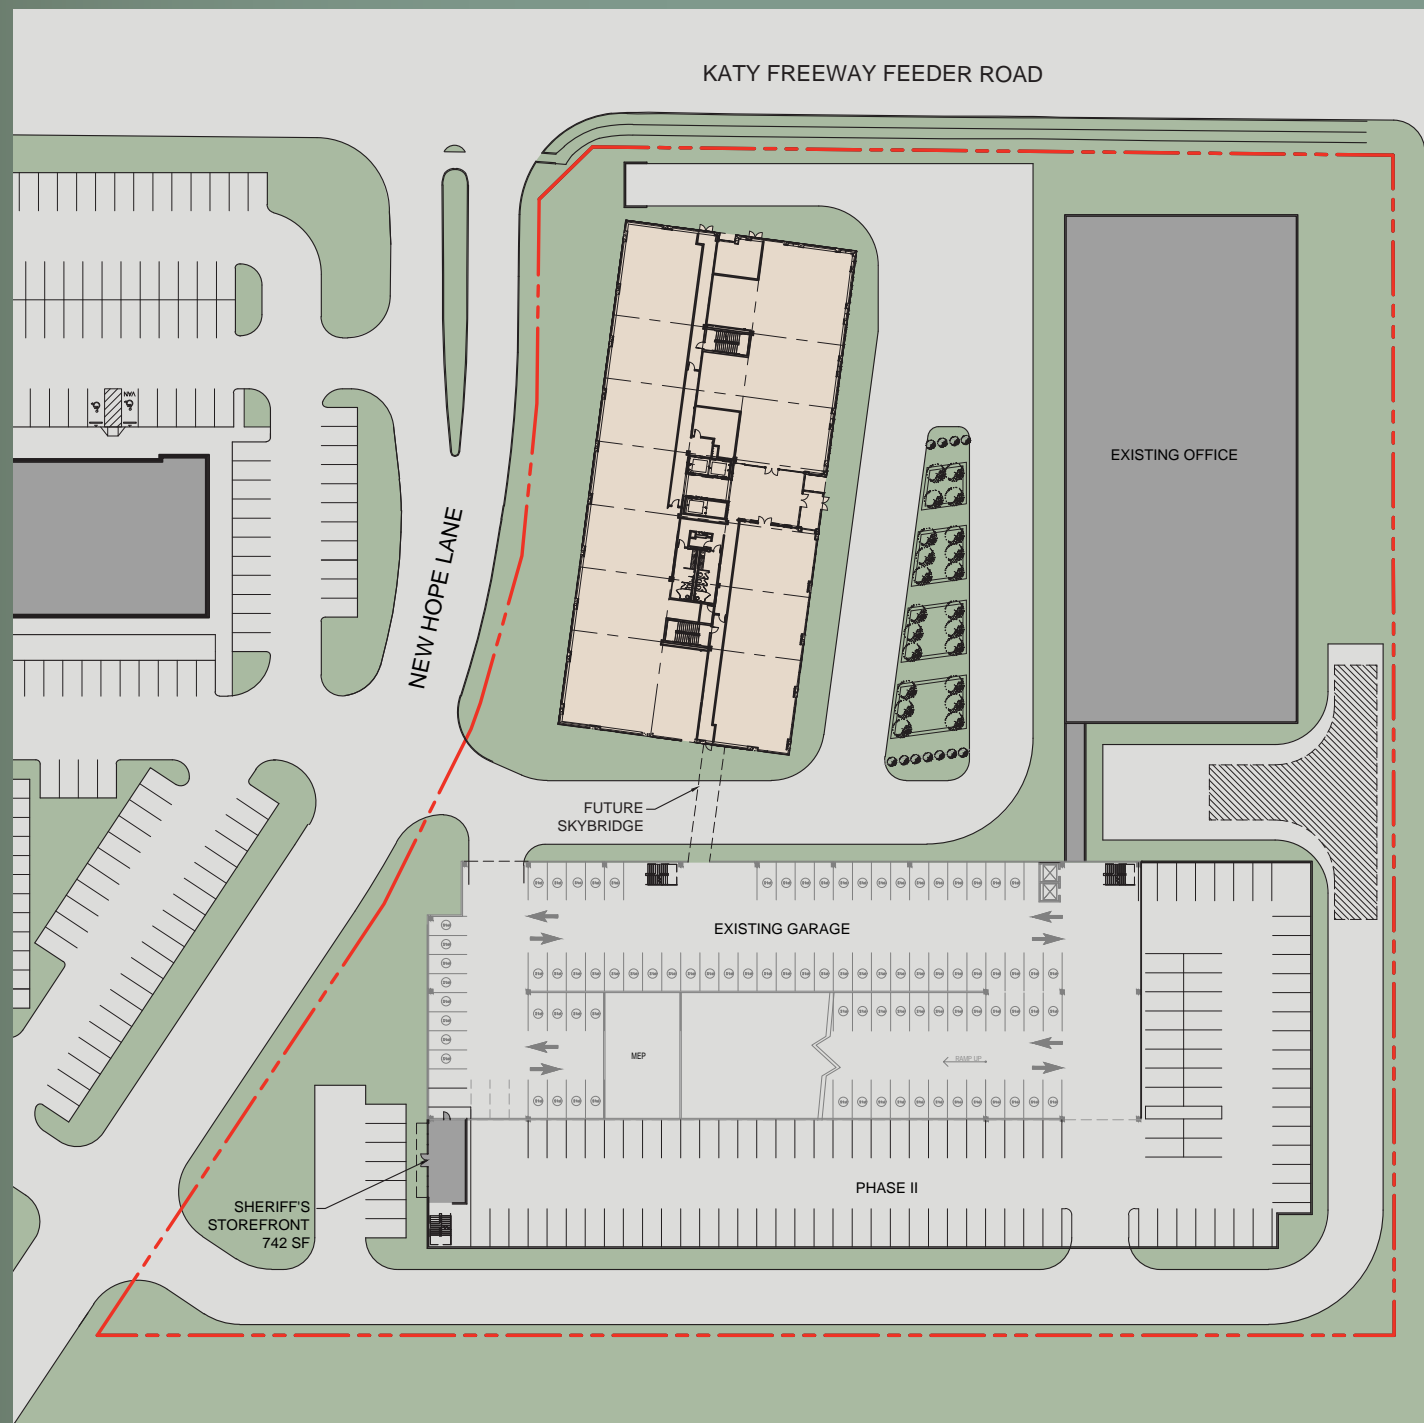 KATY FREEWAY FEEDER ROAD
VAN
EXISTING OFFICE
NEW HOPE LANE
FUTURE
SKYBRIDGE
EXISTING GARAGE
MEP
RAMP UP
PHASE II
SHERIFF'S
STOREFRONT
742 SF